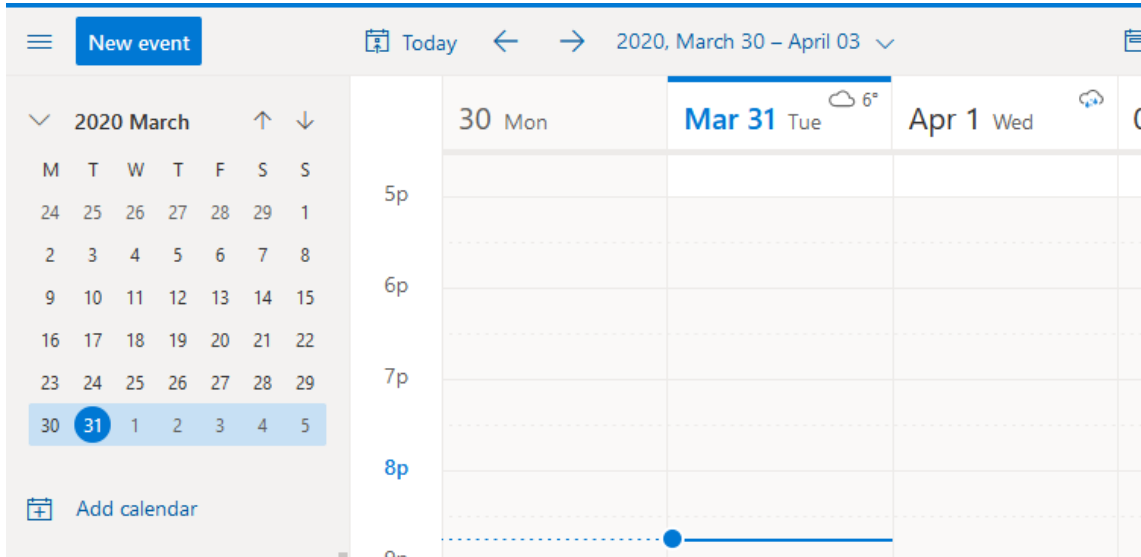 New event
Today
2020, March 30 – April 03
2020 March
M T W T F S S
24 25 26 27 28 29 1
2 3 4 5 6 7 8
9 10 11 12 13 14 15
16 17 18 19 20 21 22
23 24 25 26 27 28 29
30 31 1 2 3 4 5
Add calendar
30 Mon
Mar 31 Tue 6°
Apr 1 Wed
5p
6p
7p
8p